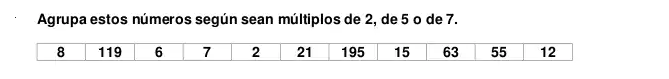 Agrupa estos números según sean múltiplos de 2, de 5 o de 7.
8 119 6 7 2 21 195 15 63 55 12